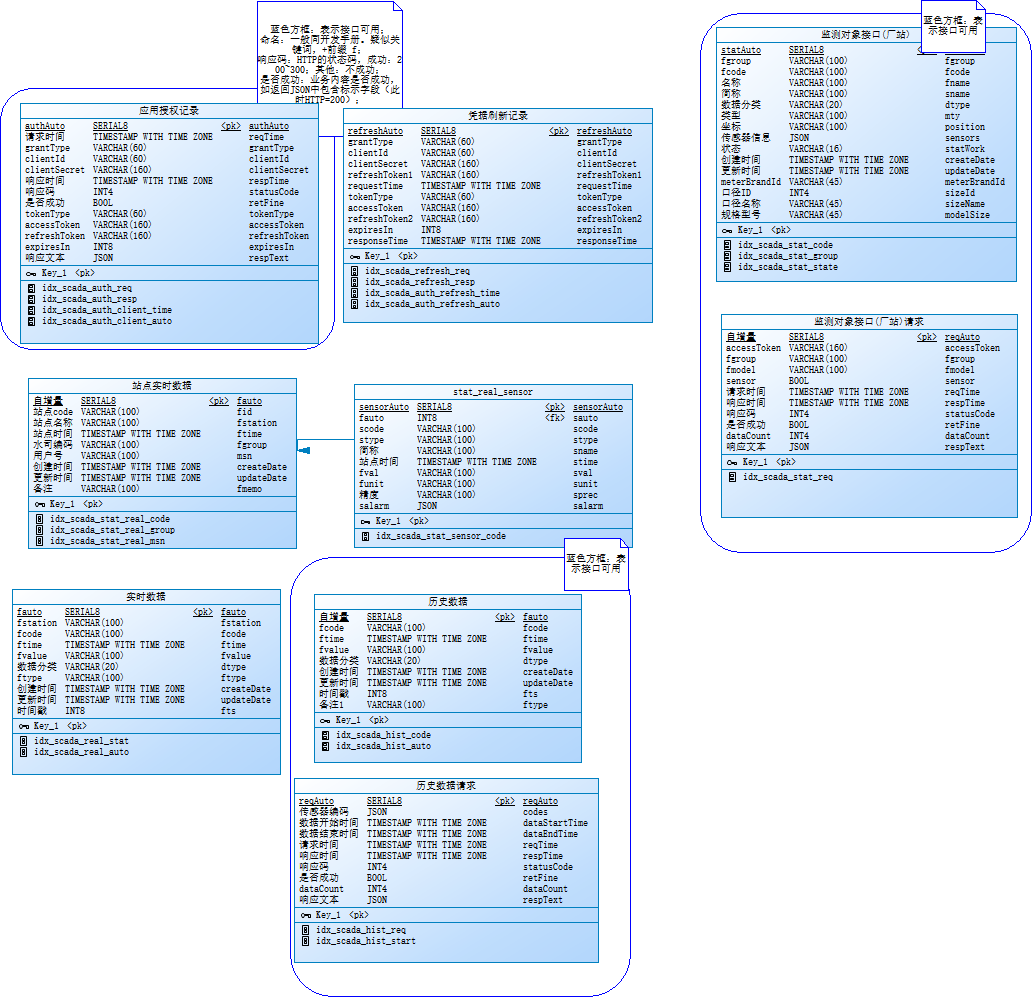 蓝色方框：表示接口可用；
命名：一般同开发手册。疑似关
键词，+前缀 f；
响应码：HTTP的状态码，成功：2
00~300；其他：不成功；
是否成功：业务内容是否成功，
如返回JSON中包含标示字段（此
时HTTP=200）；
应用授权记录
authAuto SERIAL8 <pk> authAuto
请求时间 TIMESTAMP WITH TIME ZONE reqTime
grantType VARCHAR(60) grantType
clientId VARCHAR(60) clientId
clientSecret VARCHAR(160) clientSecret
响应时间 TIMESTAMP WITH TIME ZONE respTime
响应码 INT4 statusCode
是否成功 BOOL retFine
tokenType VARCHAR(60) tokenType
accessToken VARCHAR(160) accessToken
refreshToken VARCHAR(160) refreshToken
expiresIn INT8 expiresIn
响应文本 JSON respText
Key_1 <pk>
idx_scada_auth_req
idx_scada_auth_resp
idx_scada_auth_client_time
idx_scada_auth_client_auto
凭据刷新记录
refreshAuto SERIAL8 <pk> refreshAuto
grantType VARCHAR(60) grantType
clientId VARCHAR(60) clientId
clientSecret VARCHAR(160) clientSecret
refreshToken1 VARCHAR(160) refreshToken1
requestTime TIMESTAMP WITH TIME ZONE requestTime
tokenType VARCHAR(60) tokenType
accessToken VARCHAR(160) accessToken
refreshToken2 VARCHAR(160) refreshToken2
expiresIn INT8 expiresIn
responseTime TIMESTAMP WITH TIME ZONE responseTime
Key_1 <pk>
idx_scada_refresh_req
idx_scada_refresh_resp
idx_scada_auth_refresh_time
idx_scada_auth_refresh_auto
蓝色方框：表
示接口可用
监测对象接口(厂站)
statAuto SERIAL8
fgroup VARCHAR(100) fgroup
fcode VARCHAR(100) fcode
名称 VARCHAR(100) fname
简称 VARCHAR(100) sname
数据分类 VARCHAR(20) dtype
类型 VARCHAR(100) mty
坐标 VARCHAR(100) position
传感器信息 JSON sensors
状态 VARCHAR(16) statWork
创建时间 TIMESTAMP WITH TIME ZONE createDate
更新时间 TIMESTAMP WITH TIME ZONE updateDate
meterBrandId VARCHAR(45) meterBrandId
口径ID INT4 sizeId
口径名称 VARCHAR(45) sizeName
规格型号 VARCHAR(45) modelSize
Key_1 <pk>
idx_scada_stat_code
idx_scada_stat_group
idx_scada_stat_state
监测对象接口(厂站)请求
自增量 SERIAL8 <pk> reqAuto
accessToken VARCHAR(160) accessToken
fgroup VARCHAR(100) fgroup
fmodel VARCHAR(100) fmodel
sensor BOOL sensor
请求时间 TIMESTAMP WITH TIME ZONE reqTime
响应时间 TIMESTAMP WITH TIME ZONE respTime
响应码 INT4 statusCode
是否成功 BOOL retFine
dataCount INT4 dataCount
响应文本 JSON respText
Key_1 <pk>
idx_scada_stat_req
站点实时数据
自增量 SERIAL8 <pk> fauto
站点code VARCHAR(100) fid
站点名称 VARCHAR(100) fstation
站点时间 TIMESTAMP WITH TIME ZONE ftime
水司编码 VARCHAR(100) fgroup
用户号 VARCHAR(100) msn
创建时间 TIMESTAMP WITH TIME ZONE createDate
更新时间 TIMESTAMP WITH TIME ZONE updateDate
备注 VARCHAR(100) fmemo
Key_1 <pk>
idx_scada_stat_real_code
idx_scada_stat_real_group
idx_scada_stat_real_msn
stat_real_sensor
sensorAuto SERIAL8 <pk> sensorAuto
fauto INT8 <fk> sauto
scode VARCHAR(100) scode
stype VARCHAR(100) stype
简称 VARCHAR(100) sname
站点时间 TIMESTAMP WITH TIME ZONE stime
fval VARCHAR(100) sval
funit VARCHAR(100) sunit
精度 VARCHAR(100) sprec
salarm JSON salarm
Key_1 <pk>
idx_scada_stat_sensor_code
蓝色方框：表
示接口可用
实时数据
fauto SERIAL8 <pk> fauto
fstation VARCHAR(100) fstation
fcode VARCHAR(100) fcode
ftime TIMESTAMP WITH TIME ZONE ftime
fvalue VARCHAR(100) fvalue
数据分类 VARCHAR(20) dtype
ftype VARCHAR(100) ftype
创建时间 TIMESTAMP WITH TIME ZONE createDate
更新时间 TIMESTAMP WITH TIME ZONE updateDate
时间戳 INT8 fts
Key_1 <pk>
idx_scada_real_stat
idx_scada_real_auto
历史数据
自增量 SERIAL8 <pk> fauto
fcode VARCHAR(100) fcode
ftime TIMESTAMP WITH TIME ZONE ftime
fvalue VARCHAR(100) fvalue
数据分类 VARCHAR(20) dtype
创建时间 TIMESTAMP WITH TIME ZONE createDate
更新时间 TIMESTAMP WITH TIME ZONE updateDate
时间戳 INT8 fts
备注1 VARCHAR(100) ftype
Key_1 <pk>
idx_scada_hist_code
idx_scada_hist_auto
历史数据请求
reqAuto SERIAL8 <pk> reqAuto
传感器编码 JSON codes
数据开始时间 TIMESTAMP WITH TIME ZONE dataStartTime
数据结束时间 TIMESTAMP WITH TIME ZONE dataEndTime
请求时间 TIMESTAMP WITH TIME ZONE reqTime
响应时间 TIMESTAMP WITH TIME ZONE respTime
响应码 INT4 statusCode
是否成功 BOOL retFine
dataCount INT4 dataCount
响应文本 JSON respText
Key_1 <pk>
idx_scada_hist_req
idx_scada_hist_start